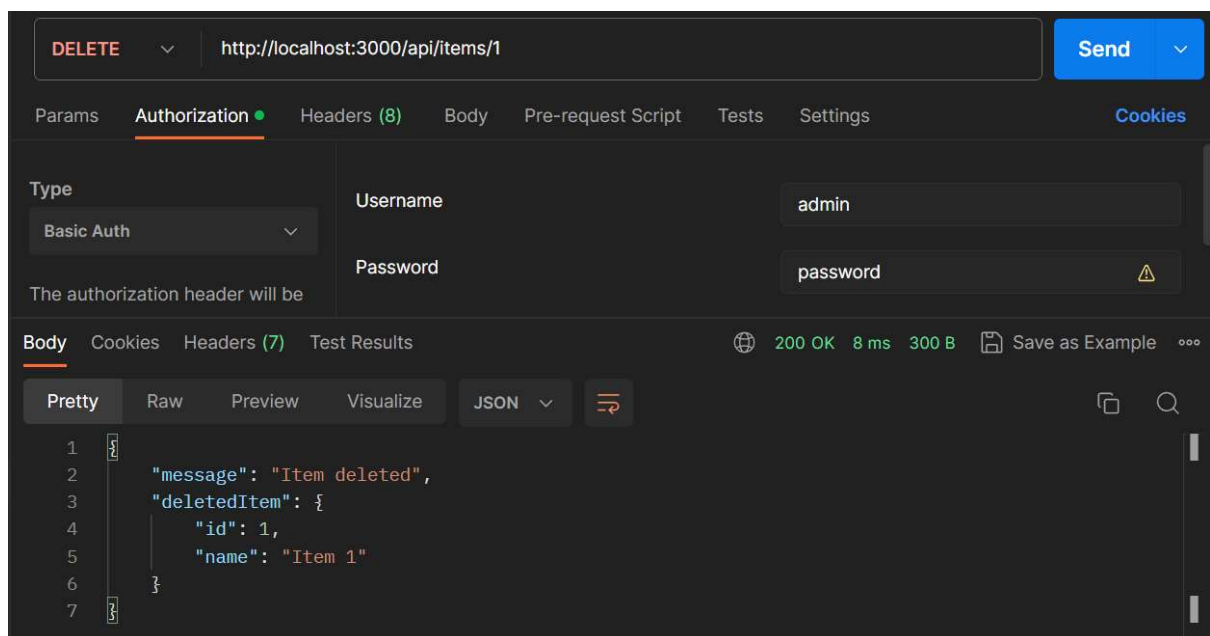 DELETE http://localhost:3000/api/items/1 Send
Params Authorization Headers (8) Body Pre-request Script Tests Settings Cookies
Type
Basic Auth
The authorization header will be
Username admin
Password password
Body Cookies Headers (7) Test Results 200 OK 8 ms 300 B Save as Example
Pretty Raw Preview Visualize JSON
1 {
2 "message": "Item deleted",
3 "deletedItem": {
4 "id": 1,
5 "name": "Item 1"
6 }
7 }